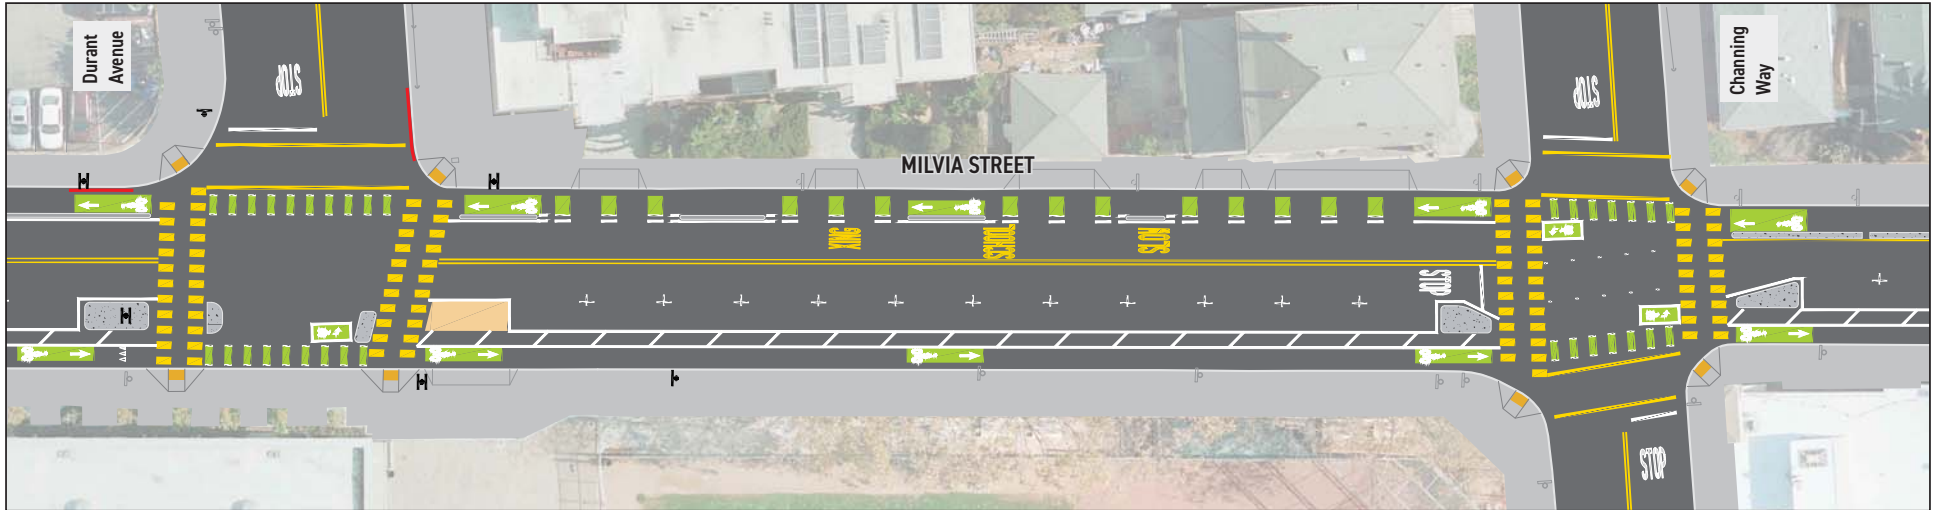 Durant
Avenue
STOP
MILVIA STREET
STOP
Channing
Way
XING
SCHOOL
SLOW
STOP
STOP